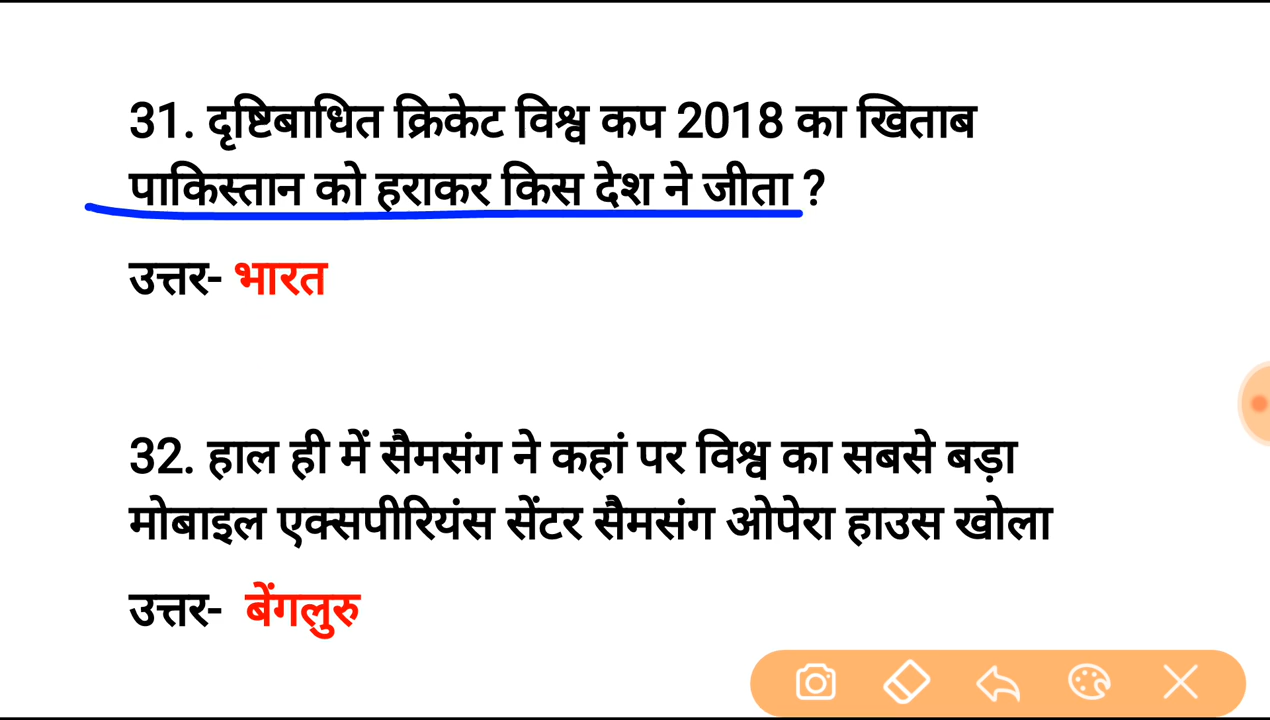 31. दृष्टिबाधित क्रिकेट विश्व कप 2018 का खिताब
पाकिस्तान को हराकर किस देश ने जीता ?
उत्तर- भारत
32. हाल ही में सैमसंग ने कहां पर विश्व का सबसे बड़ा
मोबाइल एक्सपीरियंस सेंटर सैमसंग ओपेरा हाउस खोला
उत्तर- बेंगलुरु